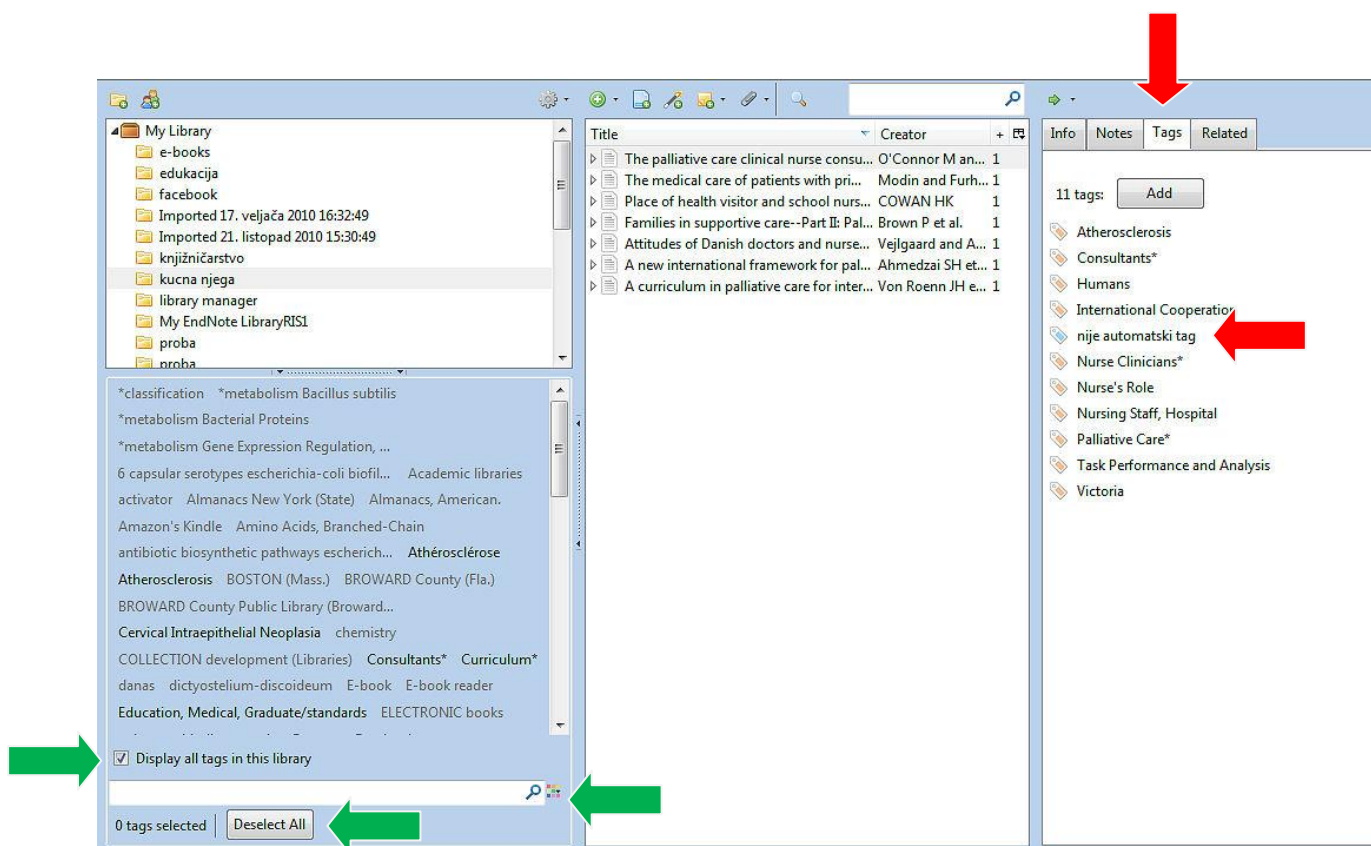 My Library
e-books
edukacija
facebook
Imported 17. veljača 2010 16:32:49
Imported 21. listopad 2010 15:30:49
knjižničarstvo
kucna njega
library manager
My EndNote LibraryRIS1
proba
proba
*classification *metabolism Bacillus subtilis
*metabolism Bacterial Proteins
*metabolism Gene Expression Regulation, ...
6 capsular serotypes escherichia-coli biofil... Academic libraries
activator Almanacs New York (State) Almanacs, American.
Amazon's Kindle Amino Acids, Branched-Chain
antibiotic biosynthetic pathways escherich... Athérosclérose
Atherosclerosis BOSTON (Mass.) BROWARD County (Fla.)
BROWARD County Public Library (Broward...
Cervical Intraepithelial Neoplasia chemistry
COLLECTION development (Libraries) Consultants* Curriculum*
danas dictyostelium-discoideum E-book E-book reader
Education, Medical, Graduate/standards ELECTRONIC books
Display all tags in this library
0 tags selected Deselect All
Title Creator +
The palliative care clinical nurse consu... O'Connor M an... 1
The medical care of patients with pri... Modin and Furh... 1
Place of health visitor and school nurs... COWAN HK 1
Families in supportive care--Part II: Pal... Brown P et al. 1
Attitudes of Danish doctors and nurse... Vejlgaard and A... 1
A new international framework for pal... Ahmedzai SH et... 1
A curriculum in palliative care for inter... Von Roenn JH e... 1
Info Notes Tags Related
11 tags: Add
Atherosclerosis
Consultants*
Humans
International Cooperation
nije automatski tag
Nurse Clinicians*
Nurse's Role
Nursing Staff, Hospital
Palliative Care*
Task Performance and Analysis
Victoria